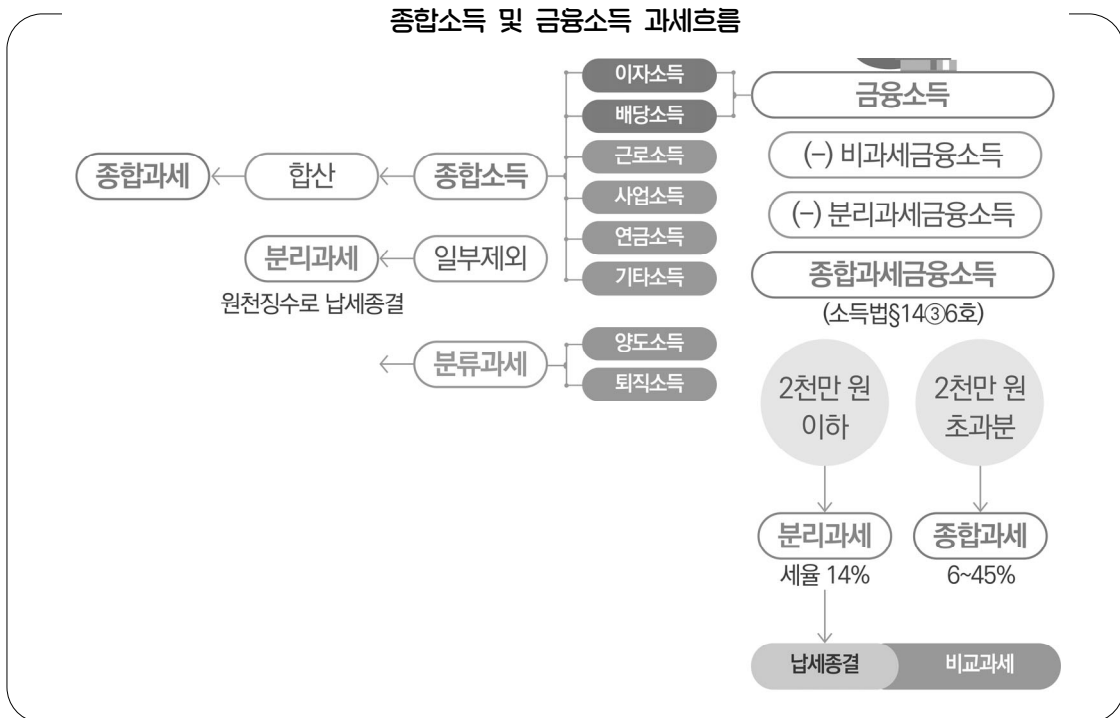 종합소득 및 금융소득 과세흐름
이자소득
배당소득
근로소득
사업소득
연금소득
기타소득
종합소득
합산
종합과세
일부제외
분리과세
원천징수로 납세종결
양도소득
퇴직소득
분류과세
금융소득
(-) 비과세금융소득
(-) 분리과세금융소득
종합과세금융소득
(소득법§14③6호)
2천만 원
이하
2천만 원
초과분
분리과세
세율 14%
종합과세
6~45%
납세종결
비교과세